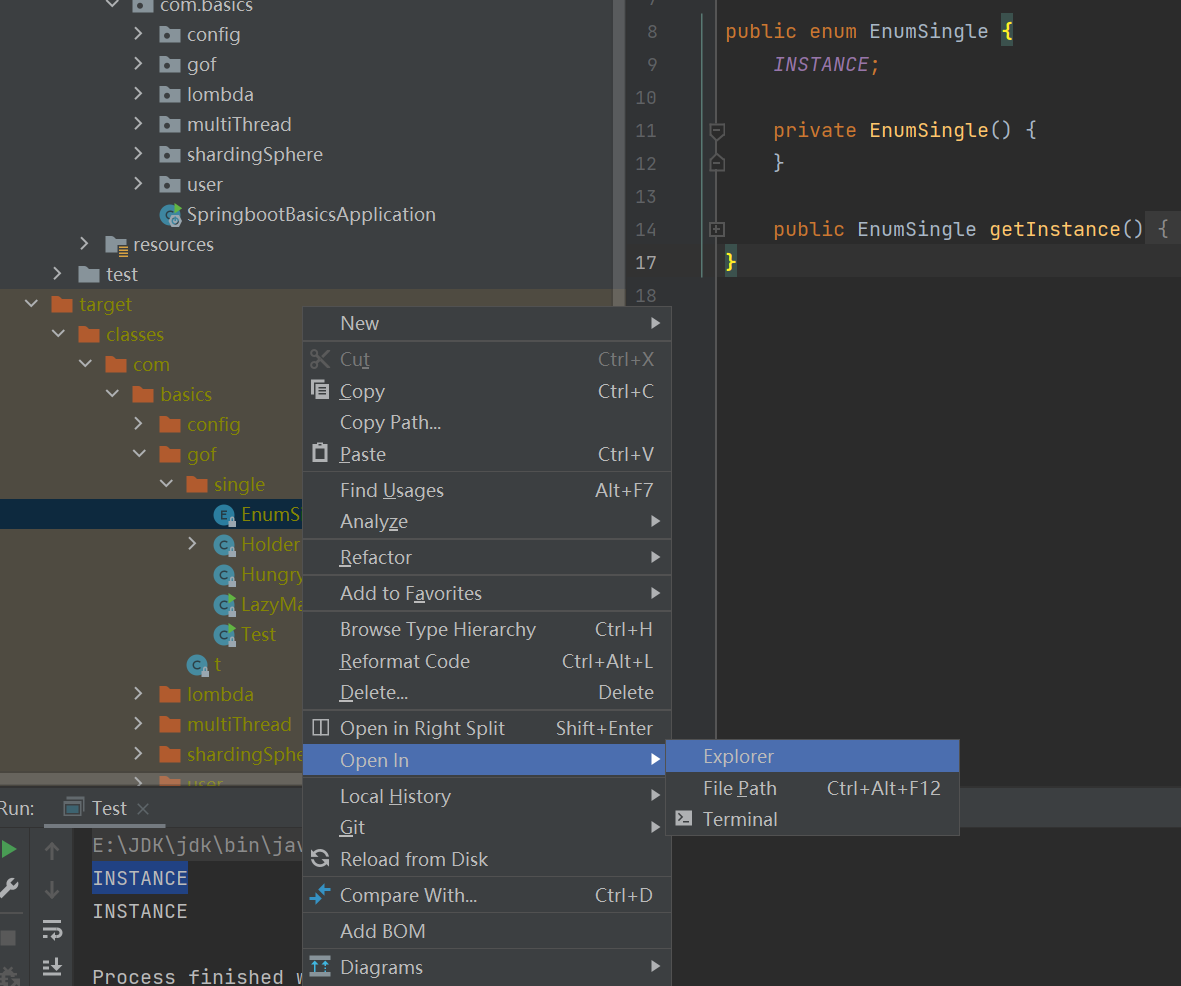 com.basics
config
gof
lombda
multiThread
shardingSphere
user
SpringbootBasicsApplication
resources
test
target
classes
com
basics
config
gof
single
EnumS
Holder
Hungry
LazyMa
Test
t
lombda
multiThread
shardingSphe
user
8 public enum EnumSingle {
9 INSTANCE;
10
11 private EnumSingle() {
12 }
13
14 public EnumSingle getInstance() {
17 }
18
New
Cut Ctrl+X
Copy Ctrl+C
Copy Path...
Paste Ctrl+V
Find Usages Alt+F7
Analyze
Refactor
Add to Favorites
Browse Type Hierarchy Ctrl+H
Reformat Code Ctrl+Alt+L
Delete... Delete
Open in Right Split Shift+Enter
Open In
Local History
Git
Reload from Disk
Compare With... Ctrl+D
Add BOM
Diagrams
Explorer
File Path Ctrl+Alt+F12
Terminal
Run: Test
E:\JDK\jdk\bin\jav
INSTANCE
INSTANCE
Process finished w